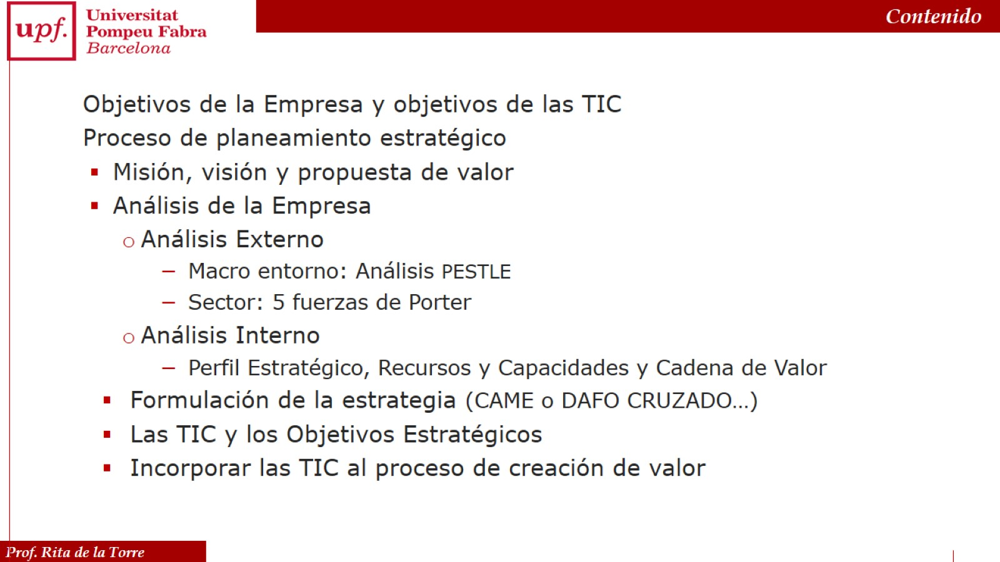 upf.
Universitat
Pompeu Fabra
Barcelona
Contenido
Objetivos de la Empresa y objetivos de las TIC
Proceso de planeamiento estratégico
▪ Misión, visión y propuesta de valor
▪ Análisis de la Empresa
o Análisis Externo
– Macro entorno: Análisis PESTLE
– Sector: 5 fuerzas de Porter
o Análisis Interno
– Perfil Estratégico, Recursos y Capacidades y Cadena de Valor
▪ Formulación de la estrategia (CAME o DAFO CRUZADO...)
▪ Las TIC y los Objetivos Estratégicos
▪ Incorporar las TIC al proceso de creación de valor
Prof. Rita de la Torre